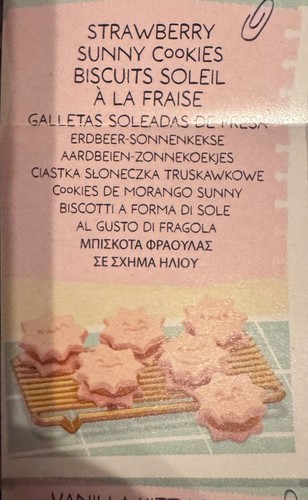 STRAWBERRY
SUNNY COOKIES
BISCUITS SOLEIL
À LA FRAISE
GALLETAS SOLEADAS DE FRESA
ERDBEER-SONNENKEKSE
AARDBEIEN-ZONNEKOEKJES
CIASTKA SŁONECZKA TRUSKAWKOWE
COOKIES DE MORANGO SUNNY
BISCOTTI A FORMA DI SOLE
AL GUSTO DI FRAGOLA
ΜΠΙΣΚΟΤΑ ΦΡΑΟΥΛΑΣ
ΣΕ ΣΧΗΜΑ ΗΛΙΟΥ
VANILLA